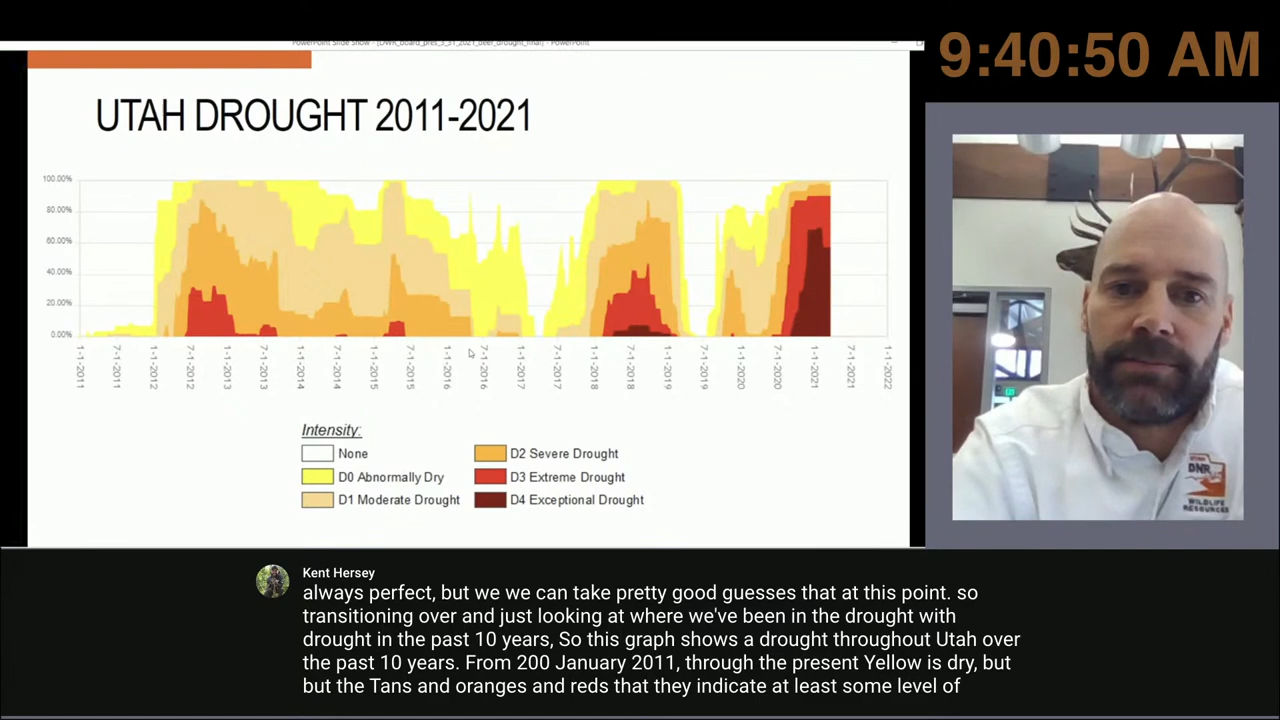 PowerPoint Slide Show - [DWR_board_pres_3_31_2021_deer_drought_final] - PowerPoint
9:40:50 AM
UTAH DROUGHT 2011-2021
100.00%
80.00%
60.00%
40.00%
20.00%
0.00%
1-1-2011
7-1-2011
1-1-2012
7-1-2012
1-1-2013
7-1-2013
1-1-2014
7-1-2014
1-1-2015
7-1-2015
1-1-2016
7-1-2016
1-1-2017
7-1-2017
1-1-2018
7-1-2018
1-1-2019
7-1-2019
1-1-2020
7-1-2020
1-1-2021
7-1-2021
1-1-2022
Intensity:
None
D0 Abnormally Dry
D1 Moderate Drought
D2 Severe Drought
D3 Extreme Drought
D4 Exceptional Drought
UTAH
DNR
WILDLIFE
RESOURCES
Kent Hersey
always perfect, but we we can take pretty good guesses that at this point. so
transitioning over and just looking at where we've been in the drought with
drought in the past 10 years, So this graph shows a drought throughout Utah over
the past 10 years. From 200 January 2011, through the present Yellow is dry, but
but the Tans and oranges and reds that they indicate at least some level of